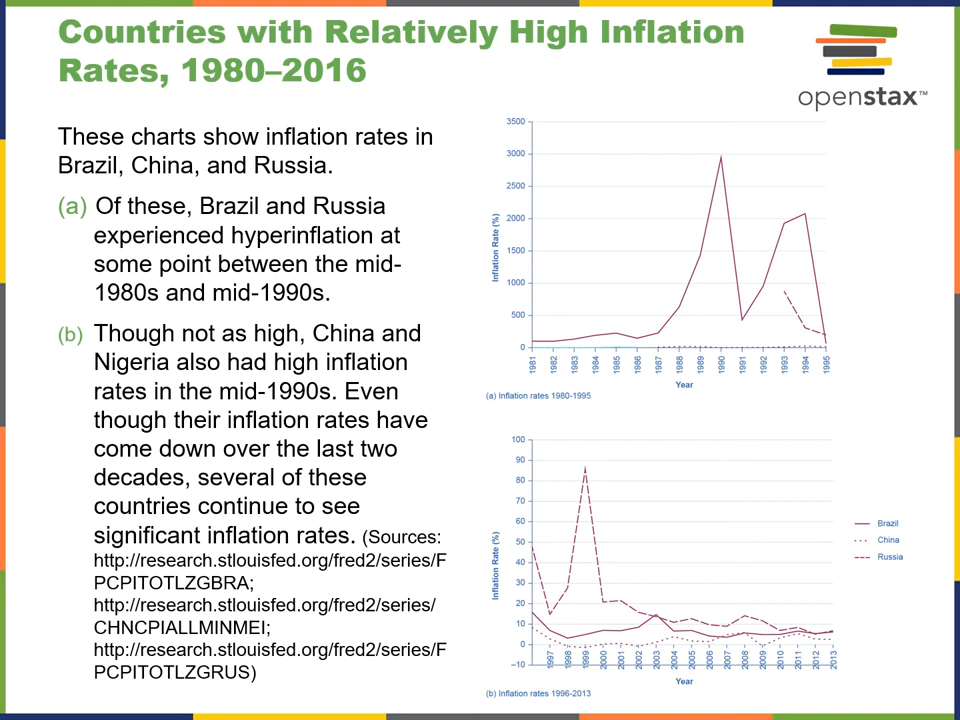 Countries with Relatively High Inflation
Rates, 1980–2016
openstax™
These charts show inflation rates in
Brazil, China, and Russia.
(a) Of these, Brazil and Russia
experienced hyperinflation at
some point between the mid-
1980s and mid-1990s.
(b) Though not as high, China and
Nigeria also had high inflation
rates in the mid-1990s. Even
though their inflation rates have
come down over the last two
decades, several of these
countries continue to see
significant inflation rates. (Sources:
http://research.stlouisfed.org/fred2/series/F
PCPITOTLZGBRA;
http://research.stlouisfed.org/fred2/series/
CHNCPIALLMINMEI;
http://research.stlouisfed.org/fred2/series/F
PCPITOTLZGRUS)
3500
3000
2500
2000
1500
1000
500
0
Inflation Rate (%)
1981 1982 1983 1984 1985 1986 1987 1988 1989 1990 1991 1992 1993 1994 1995
Year
(a) Inflation rates 1980-1995
100
90
80
70
60
50
40
30
20
10
0
–10
Inflation Rate (%)
1997 1998 1999 2000 2001 2002 2003 2004 2005 2006 2007 2008 2009 2010 2011 2012 2013
Year
(b) Inflation rates 1996-2013
Brazil
China
Russia